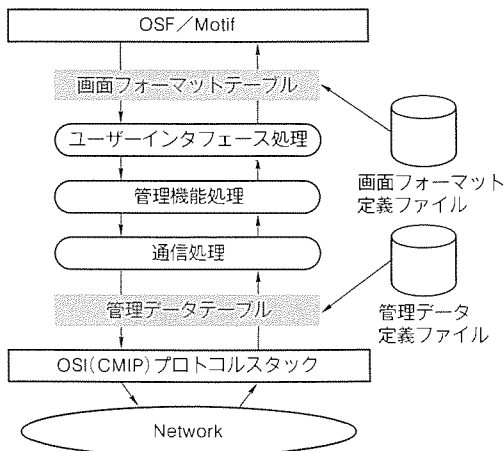 OSF／Motif
画面フォーマットテーブル
ユーザーインタフェース処理
管理機能処理
通信処理
管理データテーブル
OSI(CMIP)プロトコルスタック
Network
画面フォーマット
定義ファイル
管理データ
定義ファイル